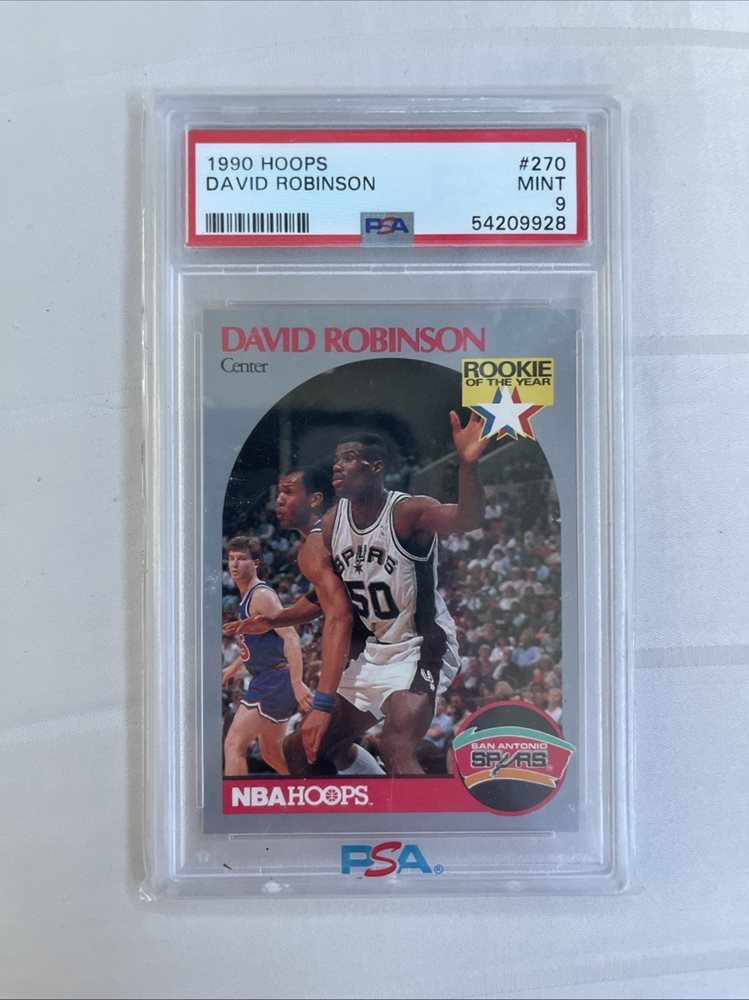 1990 HOOPS #270
DAVID ROBINSON MINT
9
PSA 54209928
DAVID ROBINSON
Center
ROOKIE
OF THE YEAR
SPURS
50
SAN ANTONIO
SPURS
NBA HOOPS
PSA